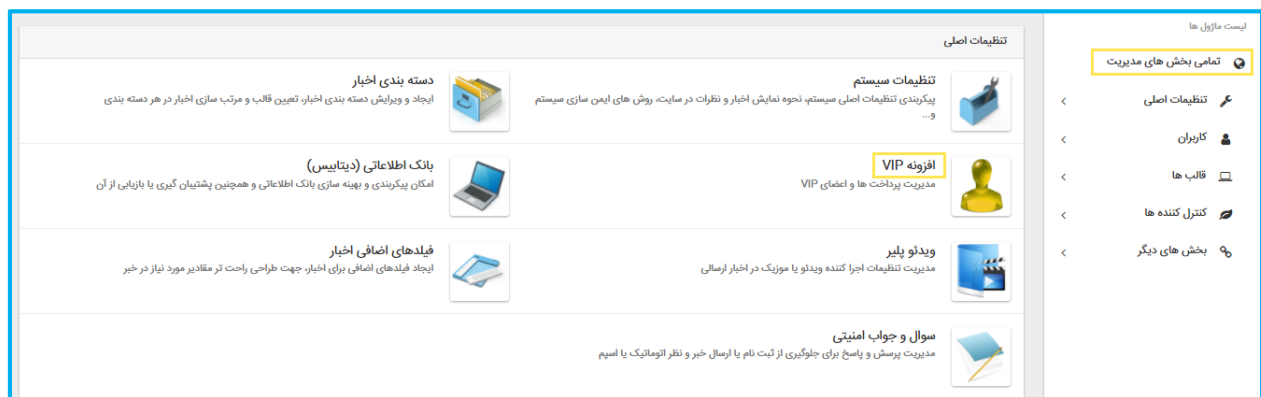 لیست ماژول ها
تمامی بخش های مدیریت
تنظیمات اصلی
کاربران
قالب ها
کنترل کننده ها
بخش های دیگر
تنظیمات اصلی
تنظیمات سیستم
پیکربندی تنظیمات اصلی سیستم، نحوه نمایش اخبار و نظرات در سایت، روش های ایمن سازی سیستم
و...
دسته بندی اخبار
ایجاد و ویرایش دسته بندی اخبار، تعیین قالب و مرتب سازی اخبار در هر دسته بندی
افزونه VIP
مدیریت پرداخت ها و اعضای VIP
بانک اطلاعاتی (دیتابیس)
امکان پیکربندی و بهینه سازی بانک اطلاعاتی و همچنین پشتیبان گیری یا بازیابی از آن
ویدئو پلیر
مدیریت تنظیمات اجرا کننده ویدئو یا موزیک در اخبار ارسالی
فیلدهای اضافی اخبار
ایجاد فیلدهای اضافی برای اخبار، جهت طراحی راحت تر مقادیر مورد نیاز در خبر
سوال و جواب امنیتی
مدیریت پرسش و پاسخ برای جلوگیری از ثبت نام یا ارسال خبر و نظر اتوماتیک یا اسپم